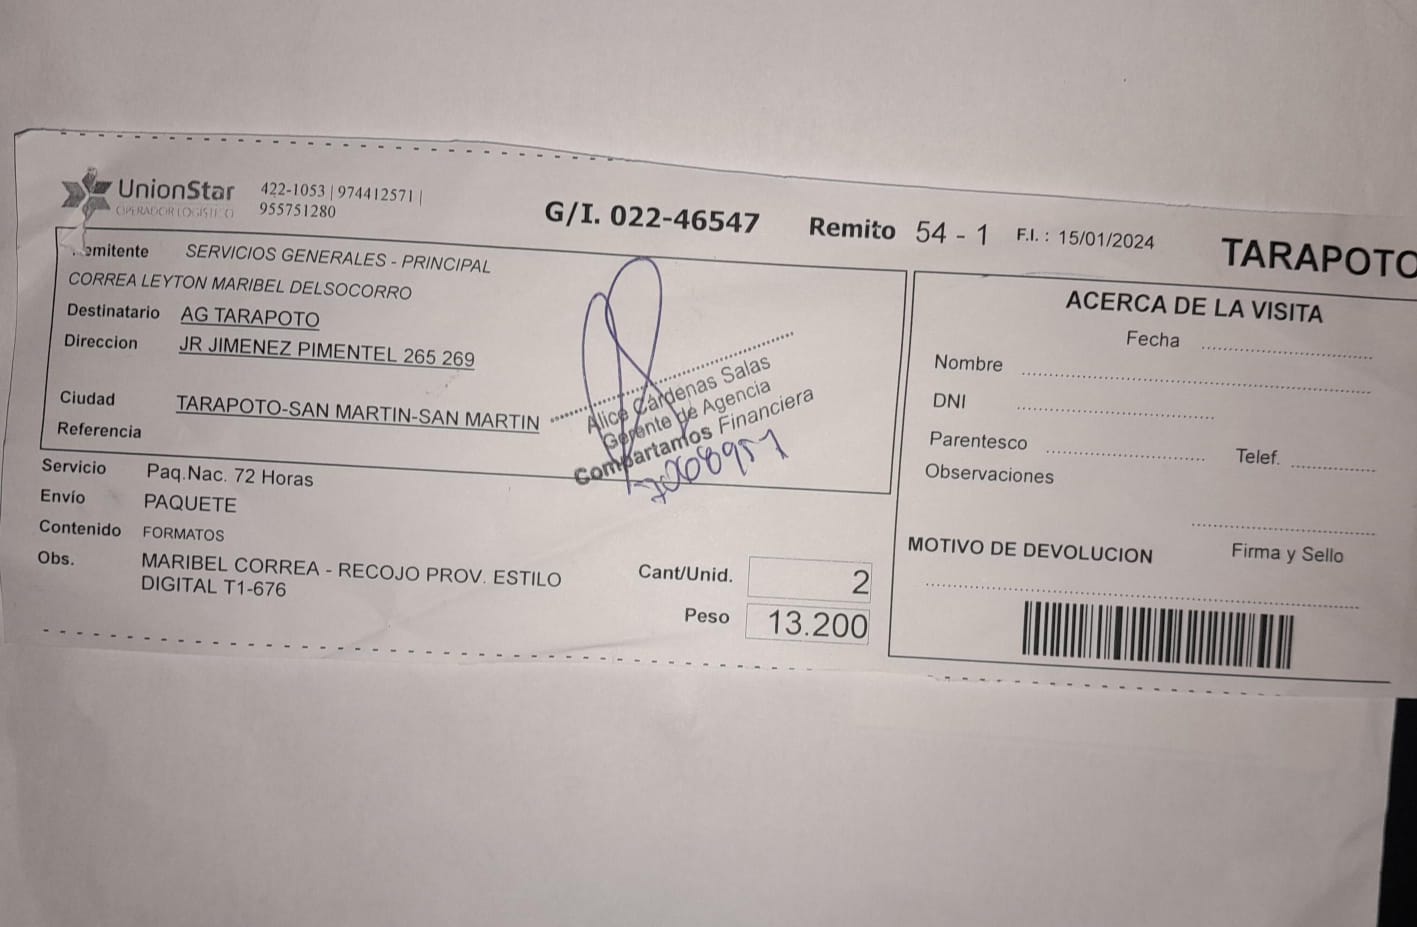 UnionStar
OPERADOR LOGISTICO
422-1053 | 974412571 |
955751280
G/I. 022-46547
Remito 54 - 1
F.I. : 15/01/2024
TARAPOTO
emitente SERVICIOS GENERALES - PRINCIPAL
CORREA LEYTON MARIBEL DELSOCORRO
Destinatario AG TARAPOTO
Direccion JR JIMENEZ PIMENTEL 265 269
Ciudad TARAPOTO-SAN MARTIN-SAN MARTIN
Referencia
Alice Cárdenas Salas
Gerente de Agencia
Compartamos Financiera
Servicio Paq.Nac. 72 Horas
Envío PAQUETE
Contenido FORMATOS
Obs. MARIBEL CORREA - RECOJO PROV. ESTILO
DIGITAL T1-676
Cant/Unid. 2
Peso 13.200
ACERCA DE LA VISITA
Fecha
Nombre
DNI
Parentesco
Telef.
Observaciones
Firma y Sello
MOTIVO DE DEVOLUCION